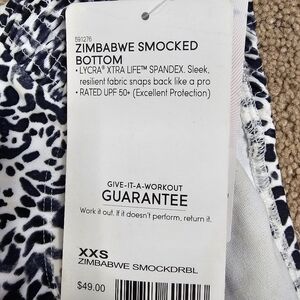 591276
ZIMBABWE SMOCKED
BOTTOM
• LYCRA® XTRA LIFE™ SPANDEX. Sleek,
resilient fabric snaps back like a pro
• RATED UPF 50+ (Excellent Protection)
GIVE-IT-A-WORKOUT
GUARANTEE
Work it out. If it doesn't perform, return it.
XXS
ZIMBABWE SMOCKDRBL
$49.00